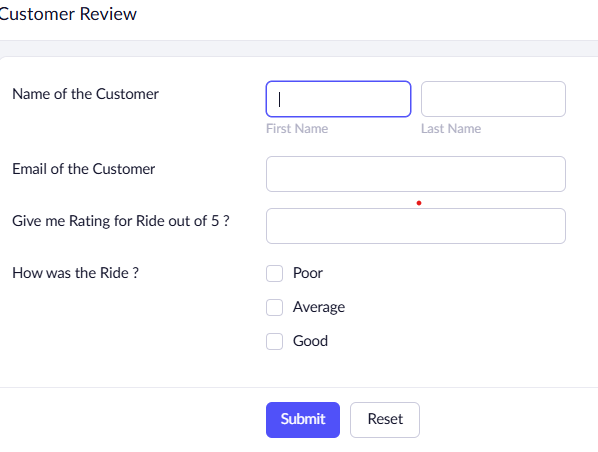 Customer Review
Name of the Customer
First Name Last Name
Email of the Customer
Give me Rating for Ride out of 5 ?
How was the Ride ?
Poor
Average
Good
Submit Reset